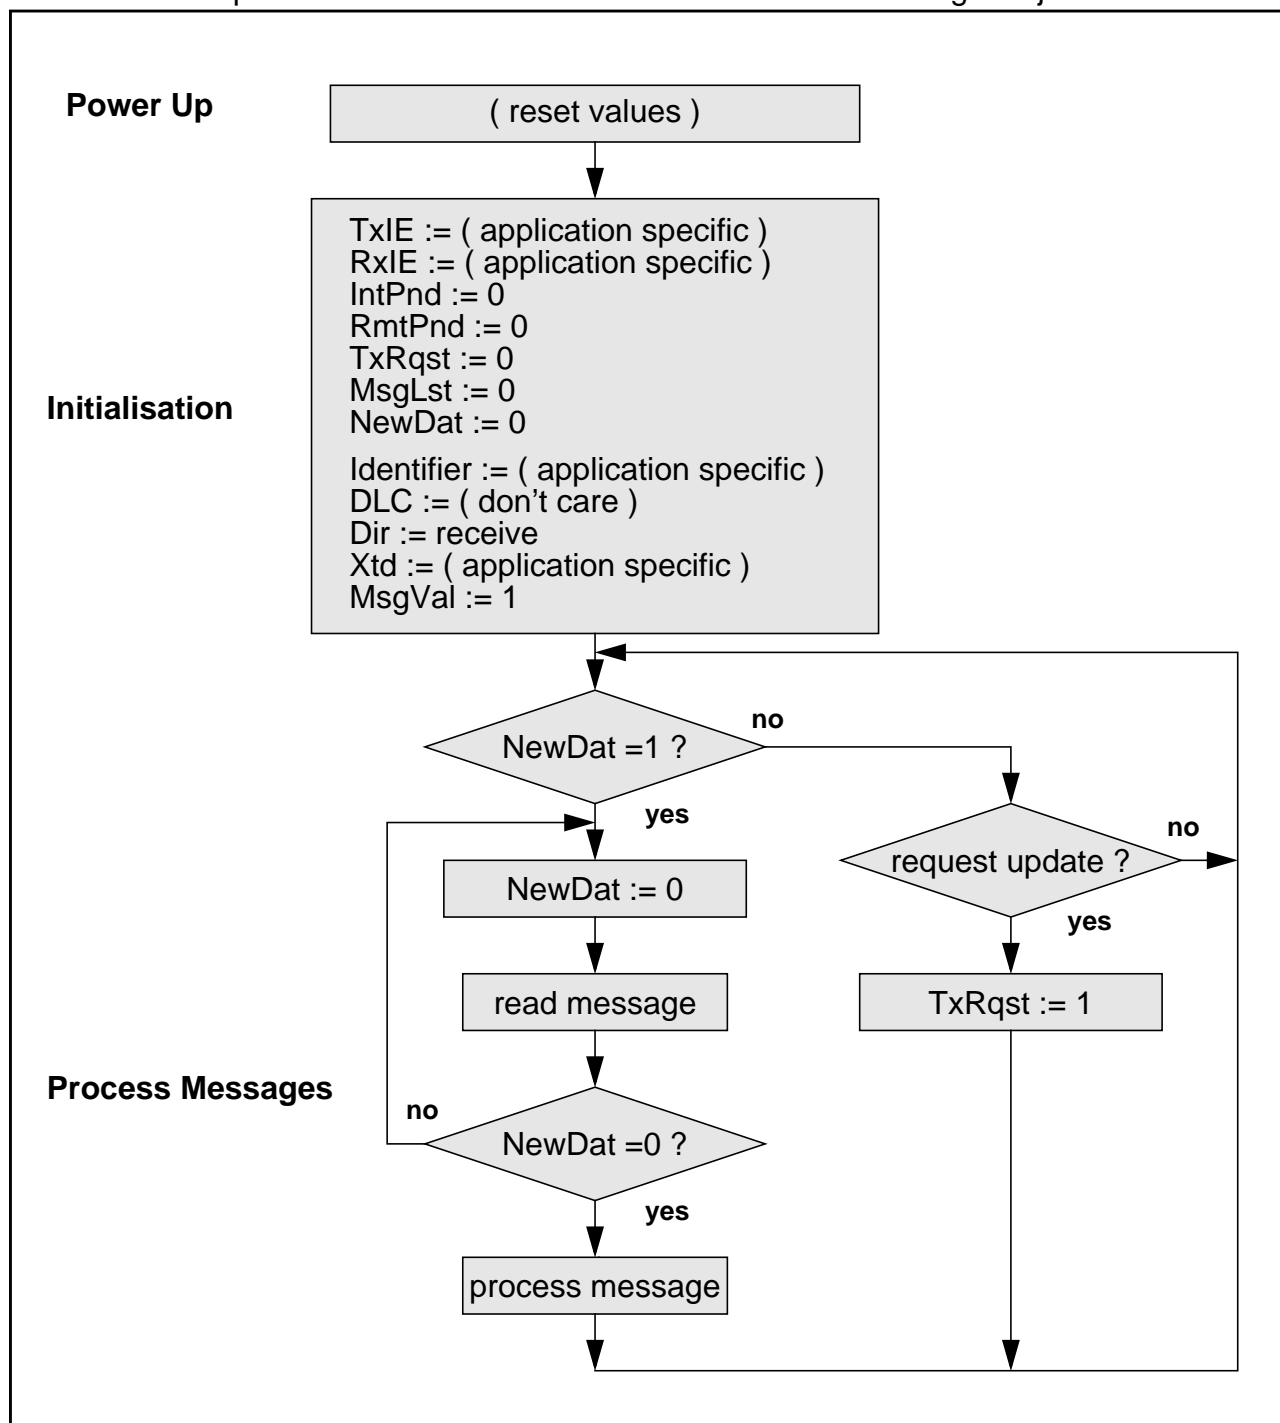 Power Up
( reset values )
TxIE := ( application specific )
RxIE := ( application specific )
IntPnd := 0
RmtPnd := 0
TxRqst := 0
MsgLst := 0
Initialisation
NewDat := 0
Identifier := ( application specific )
DLC := ( don’t care )
Dir := receive
Xtd := ( application specific )
MsgVal := 1
no
NewDat =1 ?
yes
no
request update ?
NewDat := 0
yes
read message
TxRqst := 1
Process Messages
no
NewDat =0 ?
yes
process message